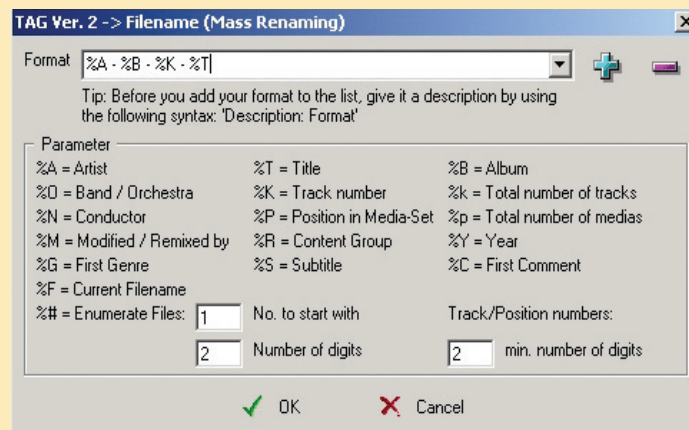 TAG Ver. 2 -> Filename (Mass Renaming)
Format %A - %B - %K - %T
Tip: Before you add your format to the list, give it a description by using
the following syntax: 'Description: Format'
Parameter
%A = Artist %T = Title %B = Album
%O = Band / Orchestra %K = Track number %k = Total number of tracks
%N = Conductor %P = Position in Media-Set %p = Total number of medias
%M = Modified / Remixed by %R = Content Group %Y = Year
%G = First Genre %S = Subtitle %C = First Comment
%F = Current Filename
%# = Enumerate Files: 1 No. to start with Track/Position numbers:
2 Number of digits 2 min. number of digits
OK Cancel